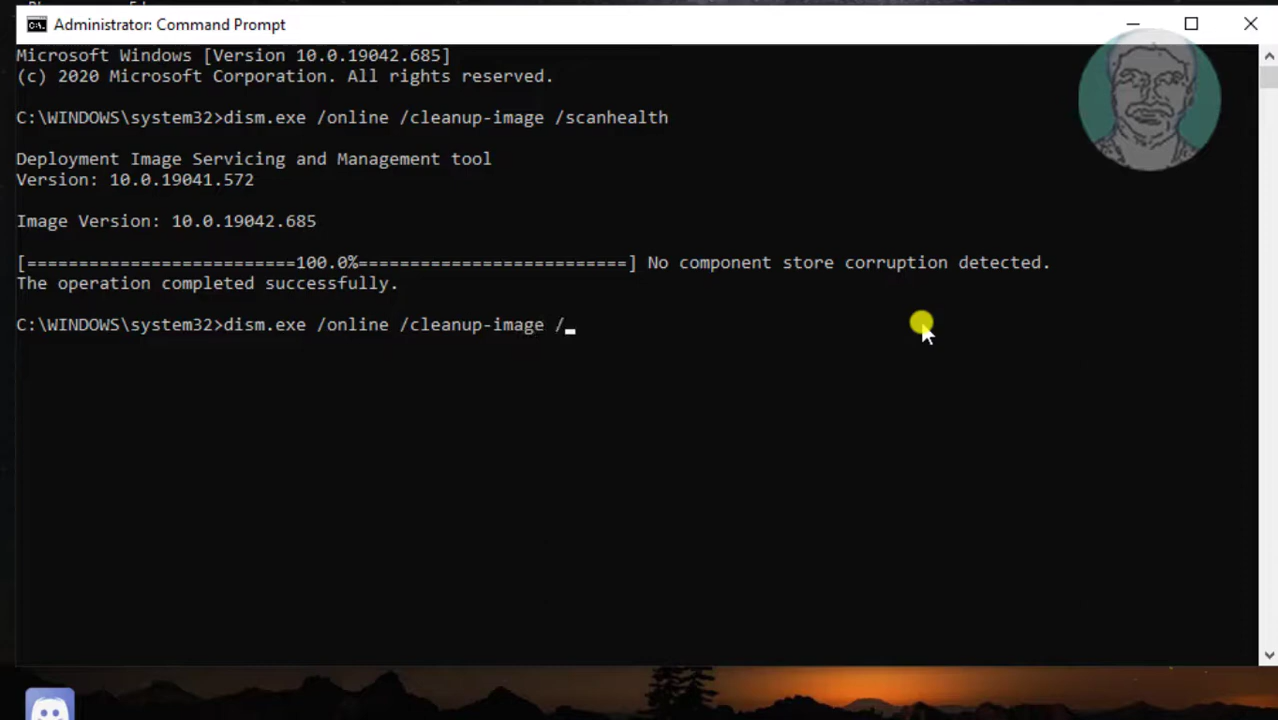 Administrator: Command Prompt
Microsoft Windows [Version 10.0.19042.685]
(c) 2020 Microsoft Corporation. All rights reserved.
C:\WINDOWS\system32>dism.exe /online /cleanup-image /scanhealth
Deployment Image Servicing and Management tool
Version: 10.0.19041.572
Image Version: 10.0.19042.685
[==========================100.0%==========================] No component store corruption detected.
The operation completed successfully.
C:\WINDOWS\system32>dism.exe /online /cleanup-image /_